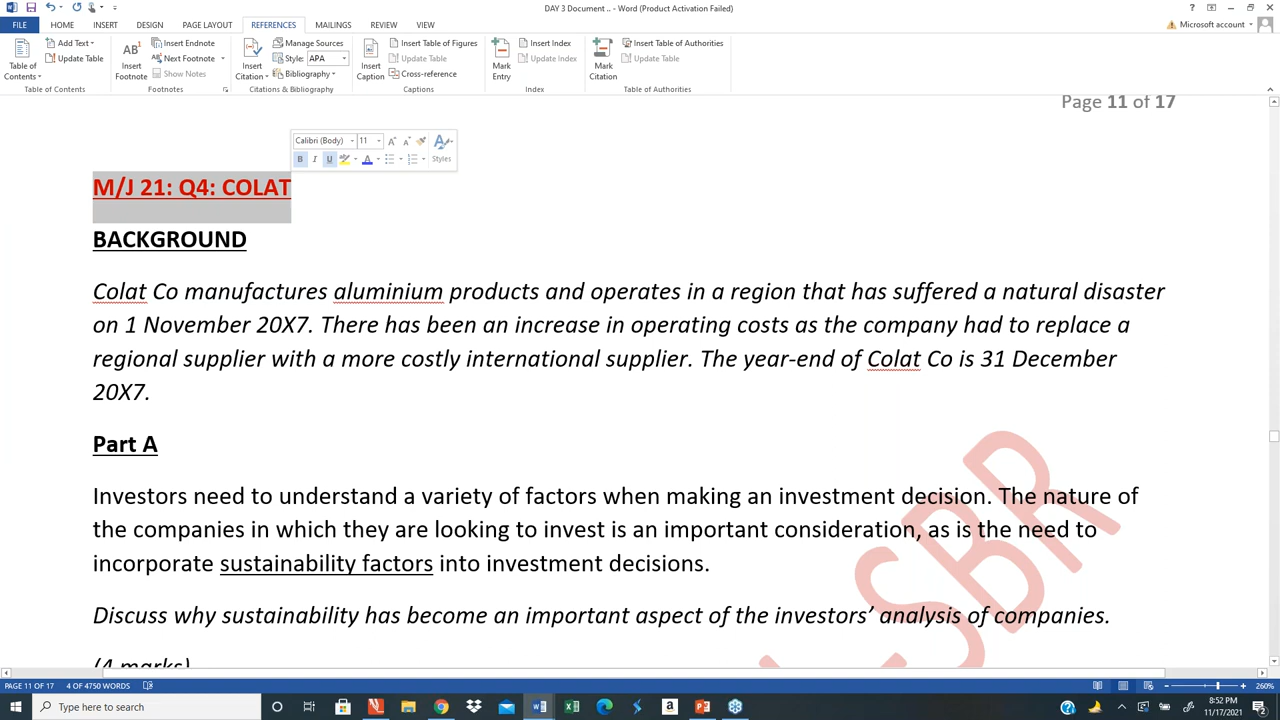 DAY 3 Document .. - Word (Product Activation Failed)
FILE HOME INSERT DESIGN PAGE LAYOUT REFERENCES MAILINGS REVIEW VIEW Microsoft account
Table of Contents Add Text Update Table Table of Contents
AB1 Insert Footnote Insert Endnote Next Footnote Show Notes Footnotes
Insert Citation Manage Sources Style: APA Bibliography Citations & Bibliography
Insert Caption Insert Table of Figures Update Table Cross-reference Captions
Mark Entry Insert Index Update Index Index
Mark Citation Insert Table of Authorities Update Table Table of Authorities
Page 11 of 17
Calibri (Body) 11 A A
B I U A Styles
M/J 21: Q4: COLAT
BACKGROUND
Colat Co manufactures aluminium products and operates in a region that has suffered a natural disaster
on 1 November 20X7. There has been an increase in operating costs as the company had to replace a
regional supplier with a more costly international supplier. The year-end of Colat Co is 31 December
20X7.
Part A
Investors need to understand a variety of factors when making an investment decision. The nature of
the companies in which they are looking to invest is an important consideration, as is the need to
incorporate sustainability factors into investment decisions.
Discuss why sustainability has become an important aspect of the investors' analysis of companies.
(4 marks)
SBR
PAGE 11 OF 17 4 OF 4750 WORDS 260%
Type here to search
8:52 PM
11/17/2021